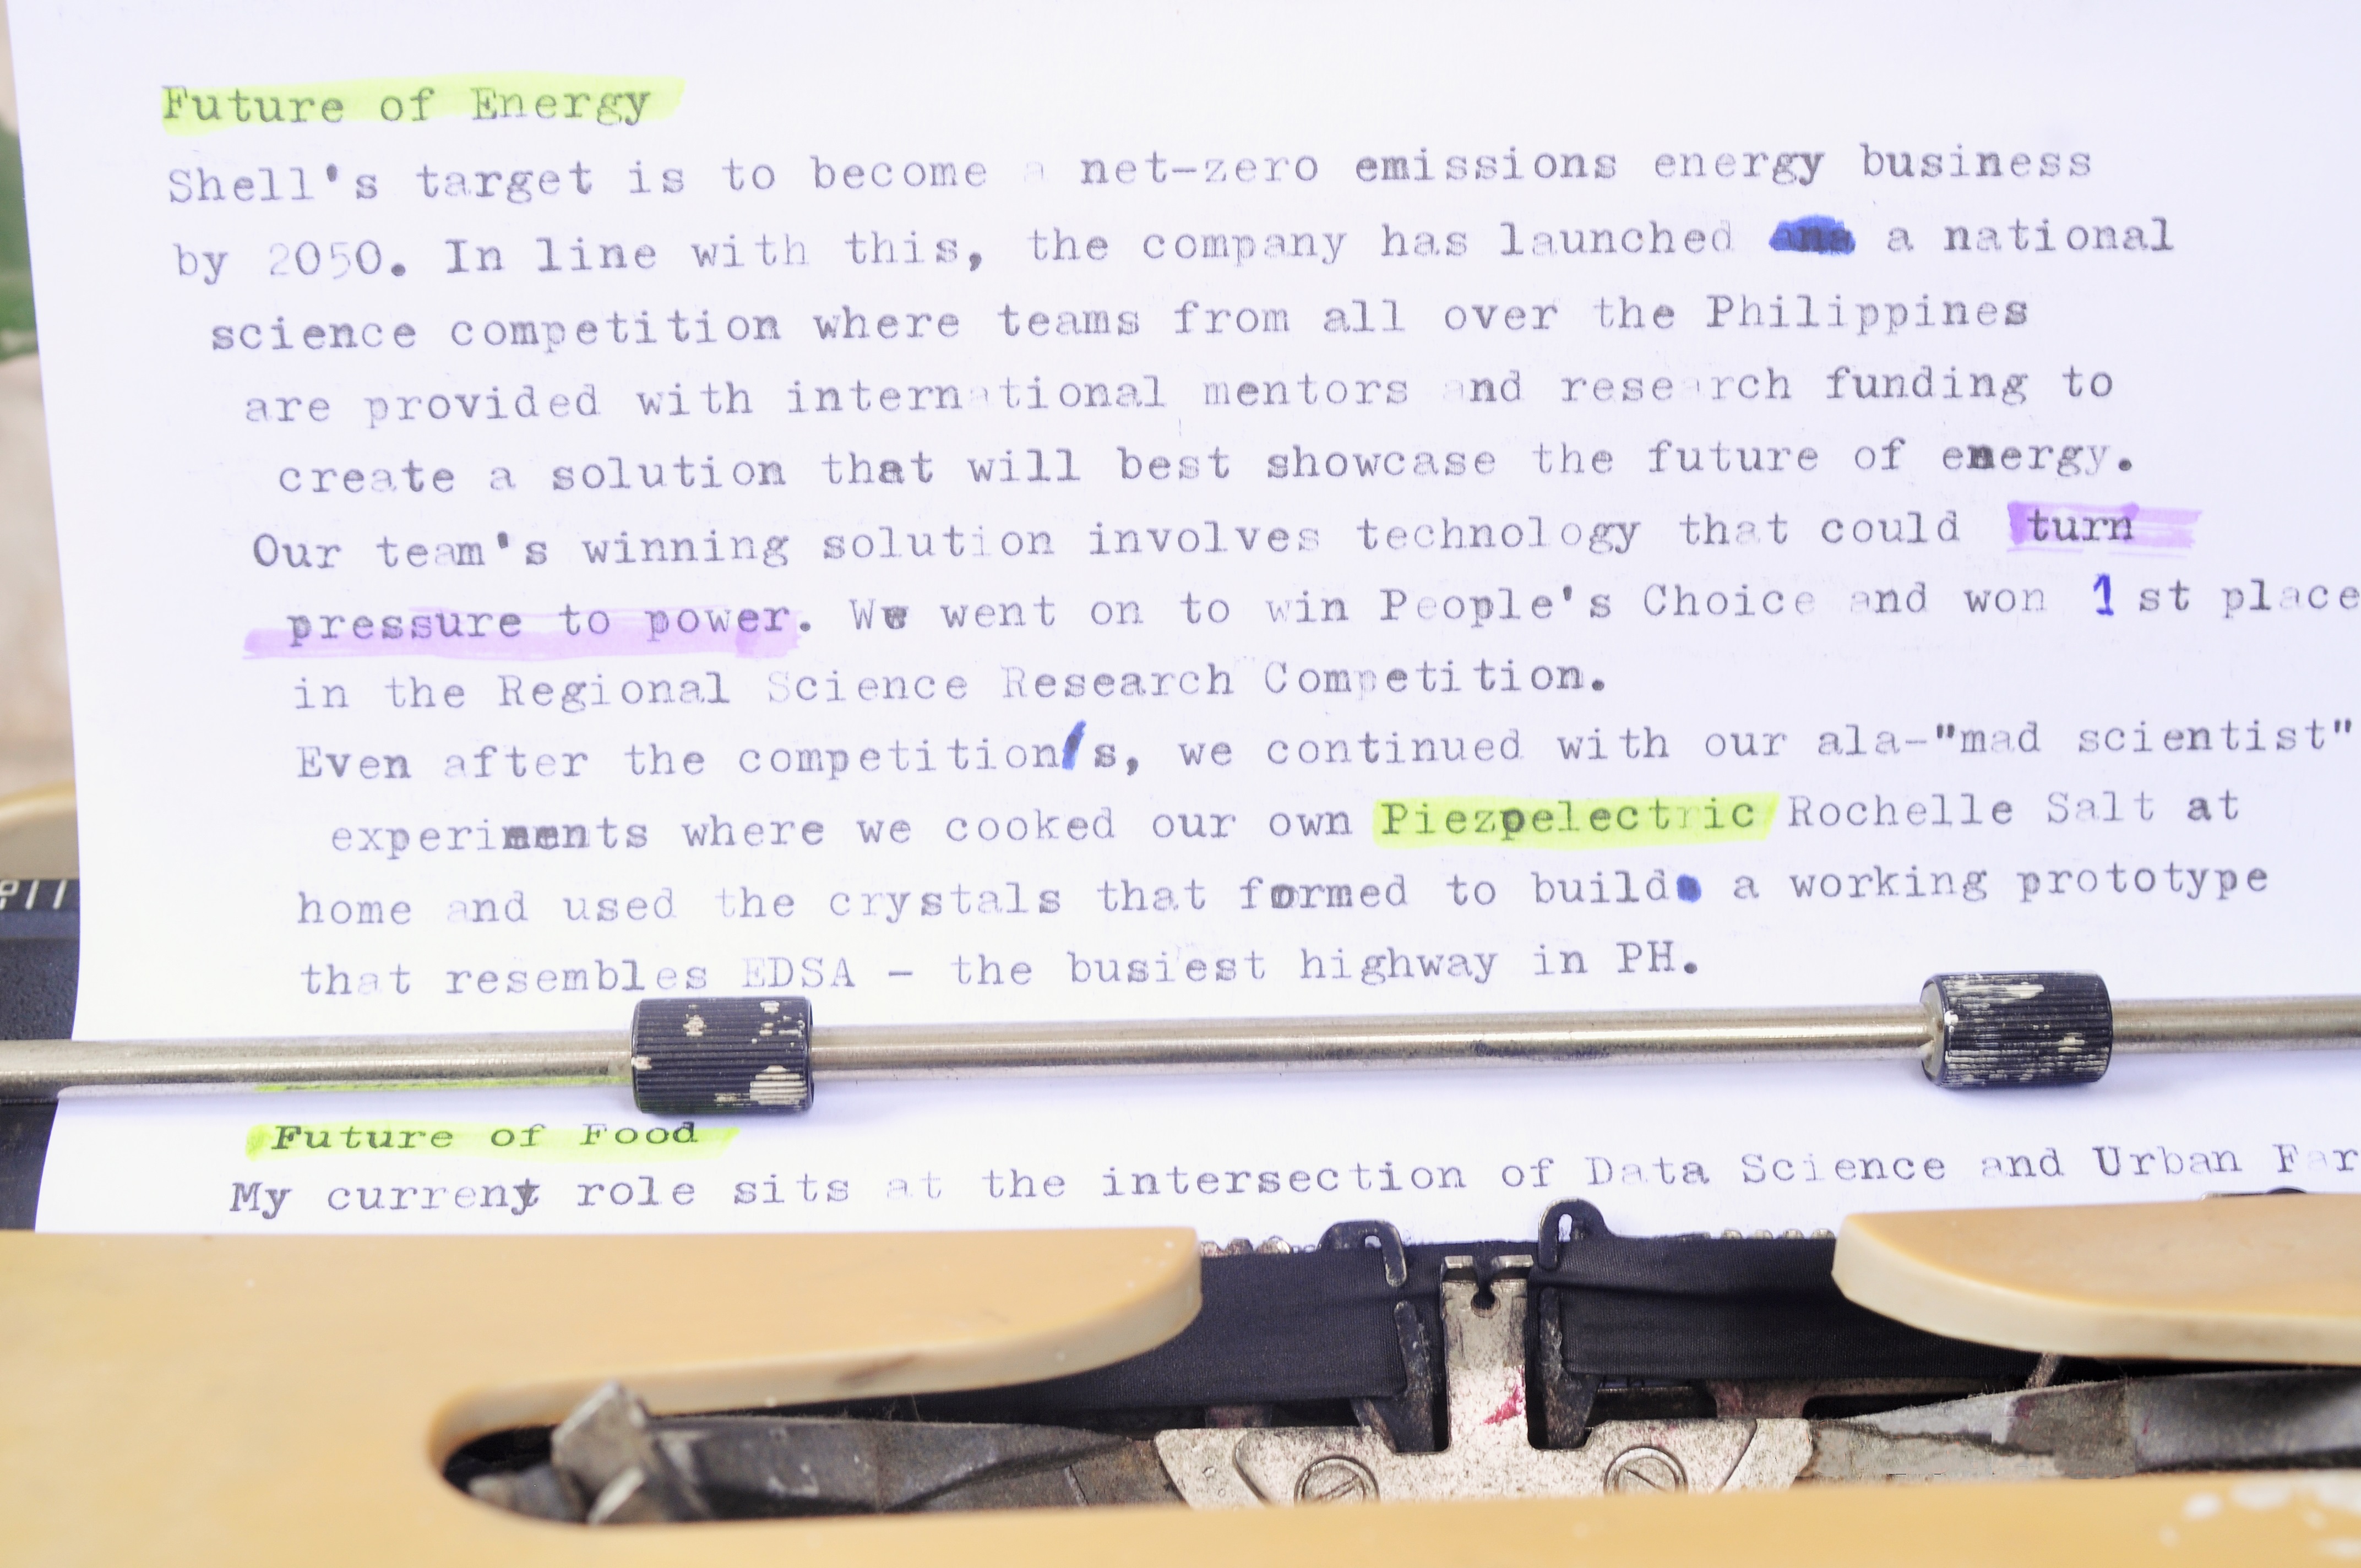 Future of Energy
Shell's target is to become a net-zero emissions energy business
by 2050. In line with this, the company has launched a national
science competition where teams from all over the Philippines
are provided with international mentors and research funding to
create a solution that will best showcase the future of energy.
Our team's winning solution involves technology that could turn
pressure to power. We went on to win People's Choice and won 1st place
in the Regional Science Research Competition.
Even after the competition's, we continued with our ala-"mad scientist"
experiments where we cooked our own Piezpelectric Rochelle Salt at
home and used the crystals that formed to build a working prototype
that resembles EDSA - the busiest highway in PH.
Future of Food
My current role sits at the intersection of Data Science and Urban Far